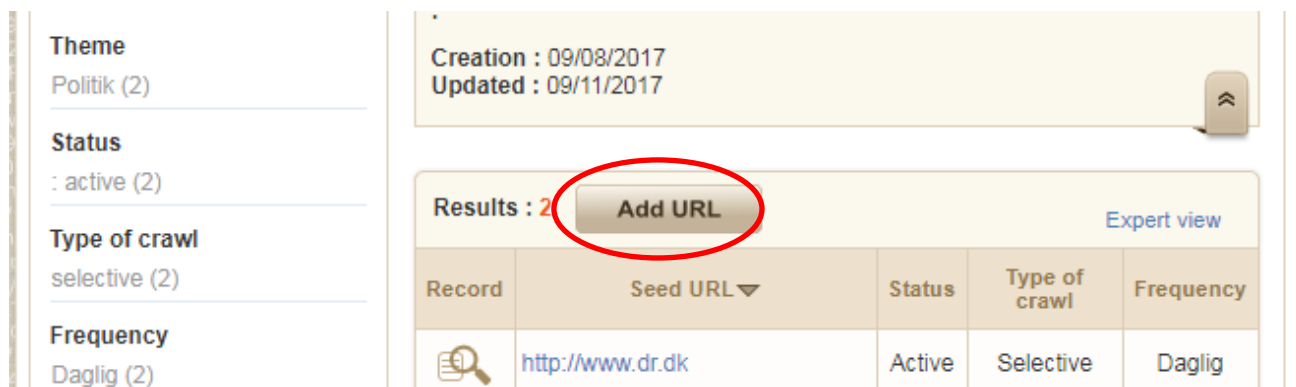 Theme
Politik (2)
Status
: active (2)
Type of crawl
selective (2)
Frequency
Daglig (2)
:
Creation : 09/08/2017
Updated : 09/11/2017
Results : 2 Add URL Expert view
Record Seed URL Status Type of crawl Frequency
http://www.dr.dk Active Selective Daglig